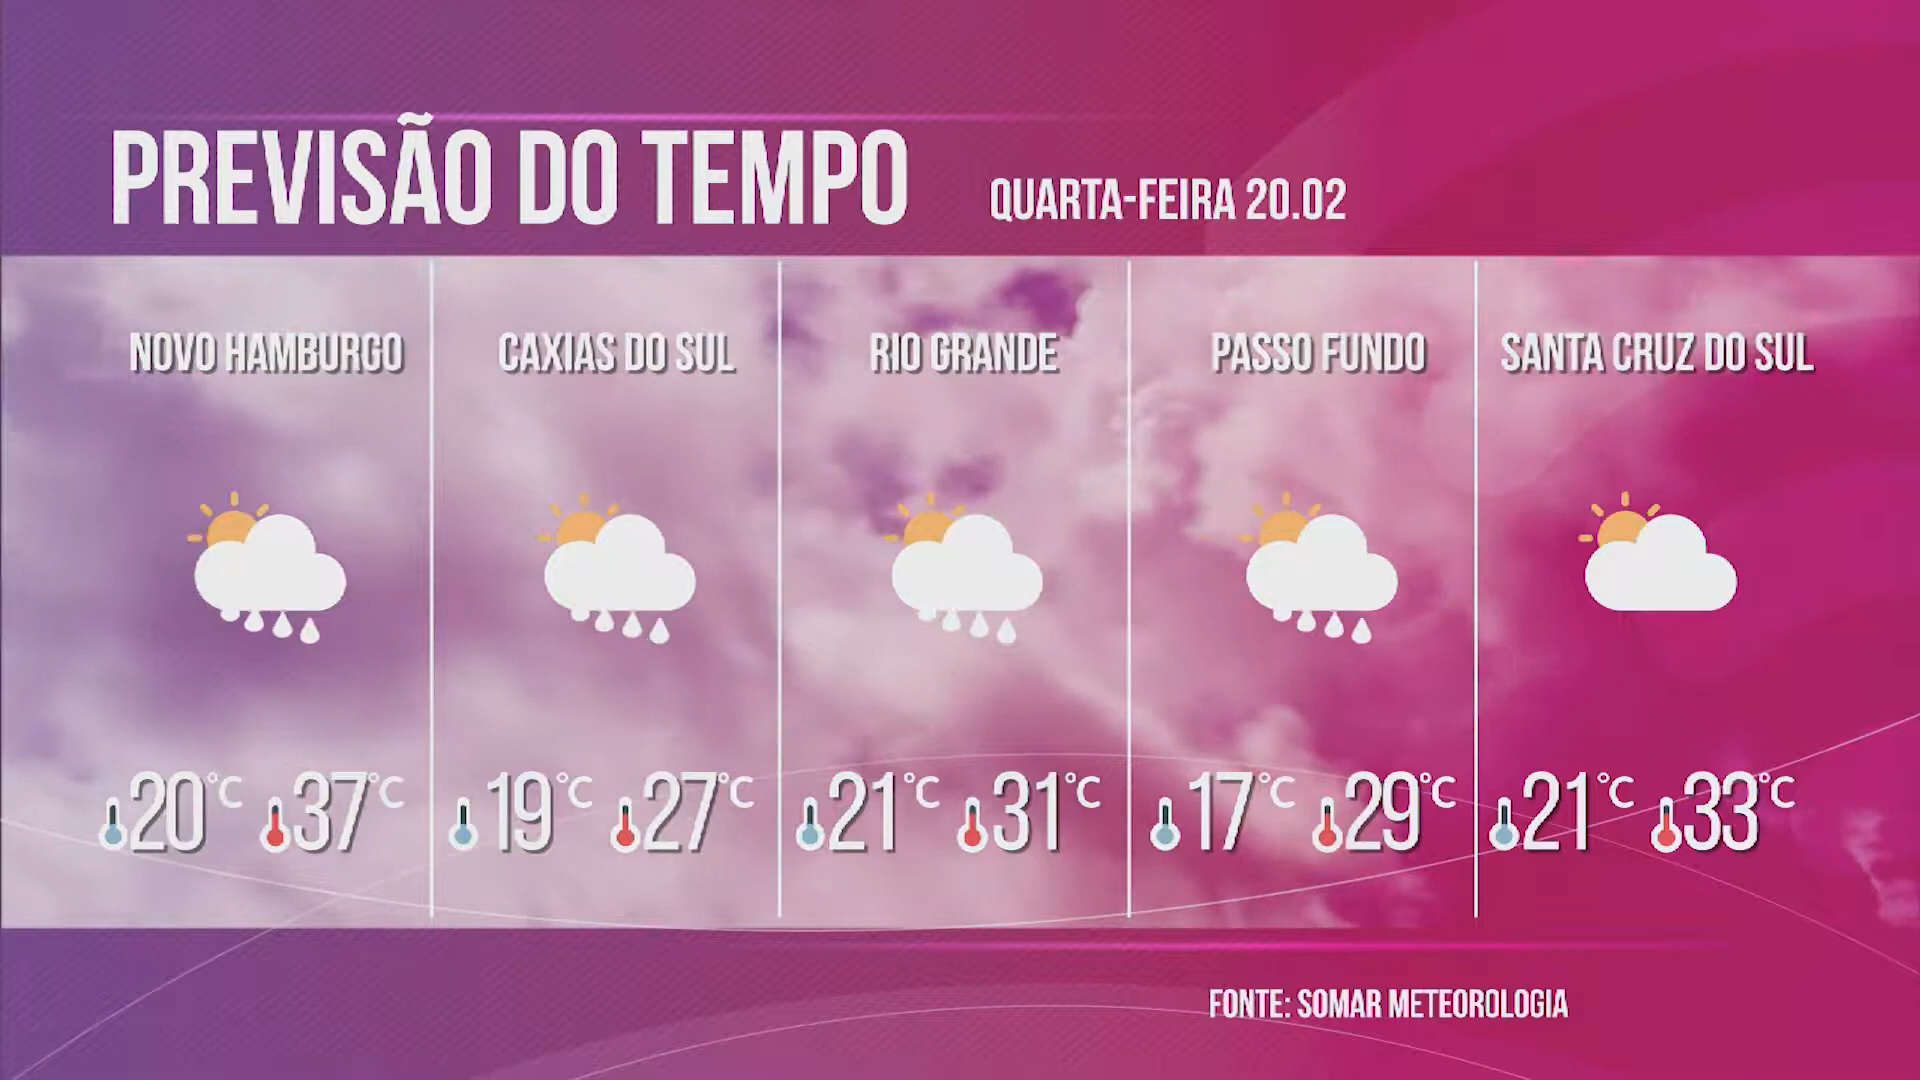 PREVISÃO DO TEMPO
QUARTA-FEIRA 20.02
NOVO HAMBURGO
CAXIAS DO SUL
RIO GRANDE
PASSO FUNDO
SANTA CRUZ DO SUL
20°C 37°C
19°C 27°C
21°C 31°C
17°C 29°C
21°C 33°C
FONTE: SOMAR METEOROLOGIA